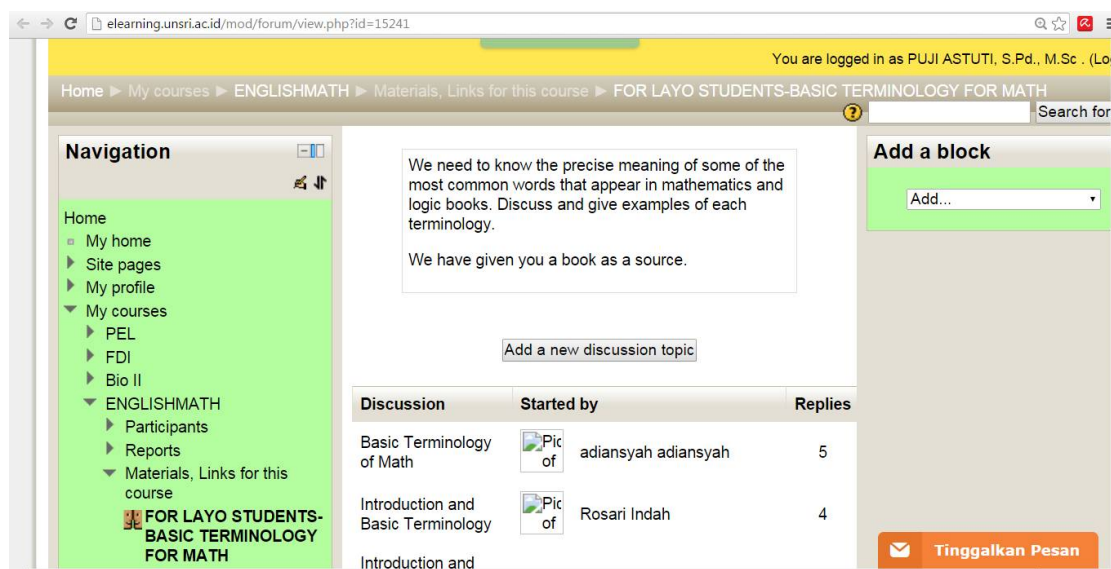 elearning.unsri.ac.id/mod/forum/view.php?id=15241
You are logged in as PUJI ASTUTI, S.Pd., M.Sc . (Lo
Home ► My courses ► ENGLISHMATH ► Materials, Links for this course ► FOR LAYO STUDENTS-BASIC TERMINOLOGY FOR MATH
Search for
Navigation
Home
My home
Site pages
My profile
My courses
PEL
FDI
Bio II
ENGLISHMATH
Participants
Reports
Materials, Links for this
course
FOR LAYO STUDENTS-
BASIC TERMINOLOGY
FOR MATH
We need to know the precise meaning of some of the
most common words that appear in mathematics and
logic books. Discuss and give examples of each
terminology.
We have given you a book as a source.
Add a new discussion topic
Discussion Started by Replies
Basic Terminology
of Math
Pic
of
adiansyah adiansyah 5
Introduction and
Basic Terminology
Pic
of
Rosari Indah 4
Introduction and
Add a block
Add...
Tinggalkan Pesan